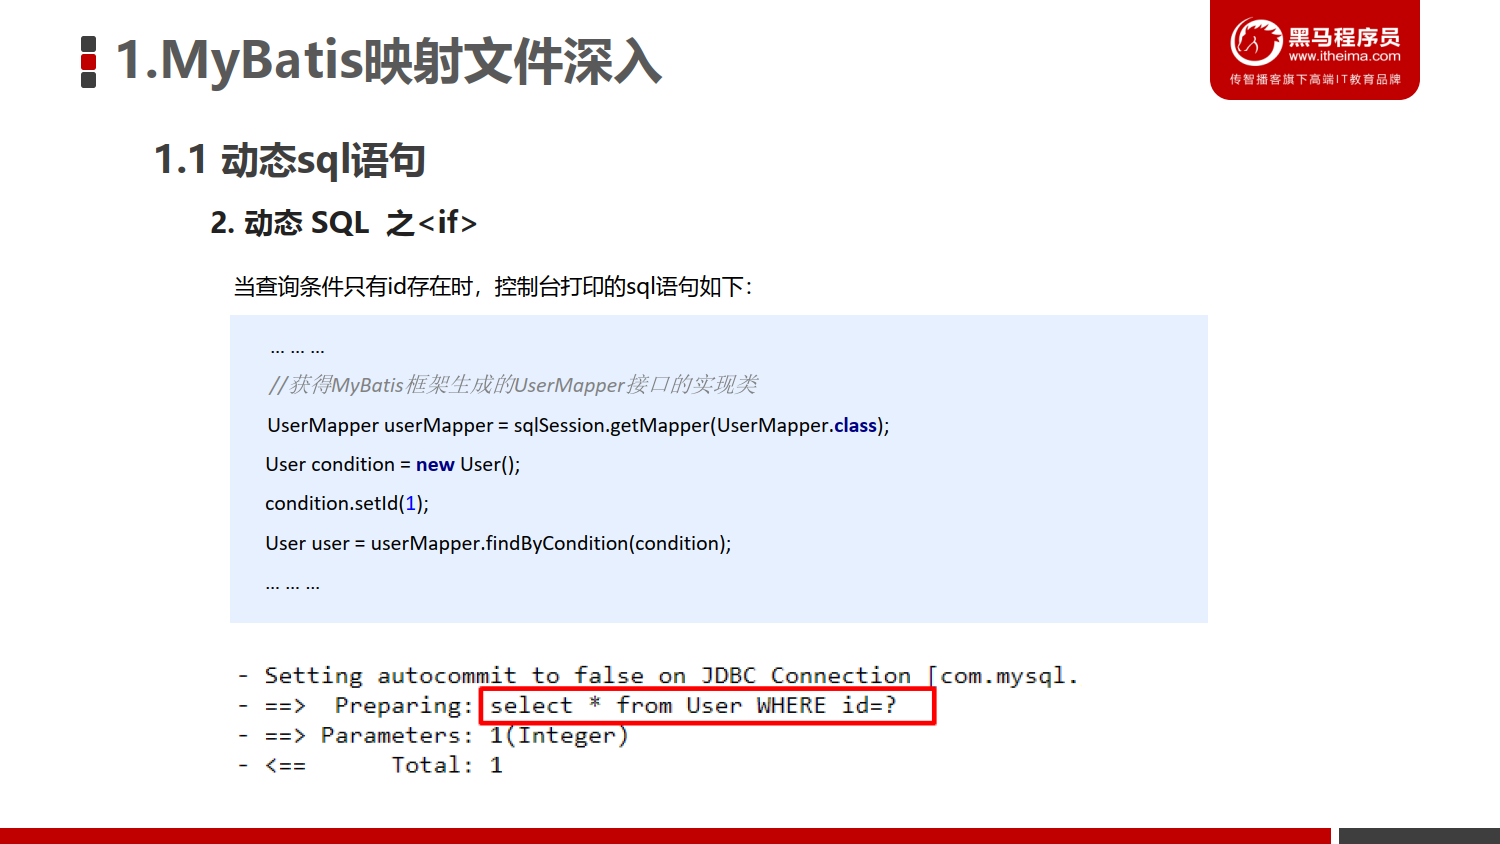 1.MyBatis映射文件深入
黑马程序员
www.itheima.com
传智播客旗下高端IT教育品牌
1.1 动态sql语句
2. 动态 SQL 之<if>
当查询条件只有id存在时，控制台打印的sql语句如下：
… … …
//获得MyBatis框架生成的UserMapper接口的实现类
UserMapper userMapper = sqlSession.getMapper(UserMapper.class);
User condition = new User();
condition.setId(1);
User user = userMapper.findByCondition(condition);
… … …
- Setting autocommit to false on JDBC Connection [com.mysql.
- ==>  Preparing: select * from User WHERE id=?
- ==> Parameters: 1(Integer)
- <==      Total: 1